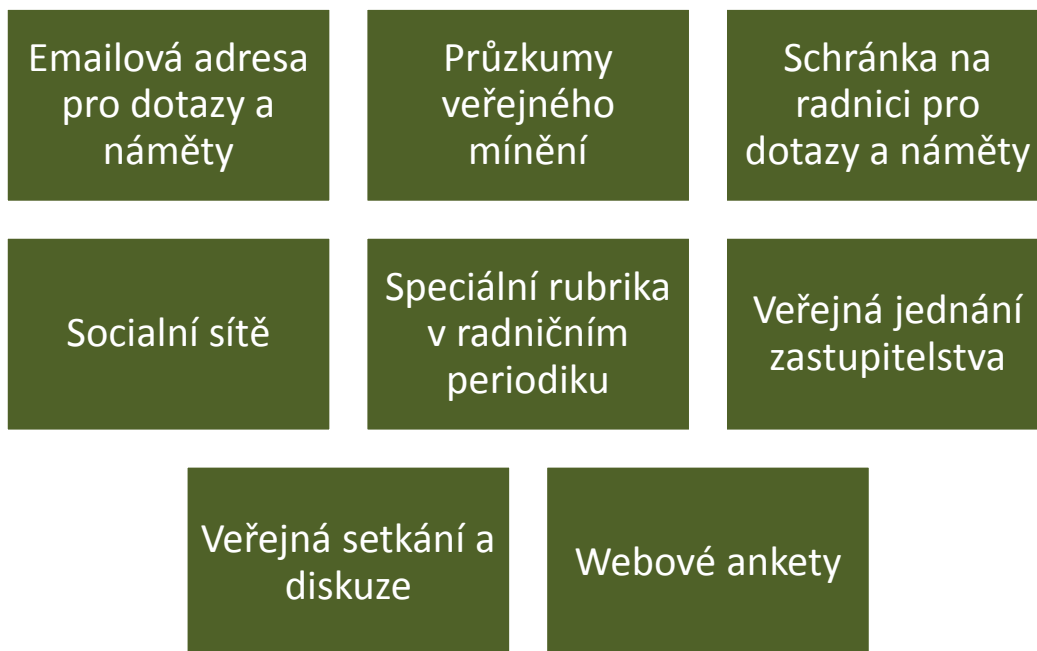 Emailová adresa
pro dotazy a
náměty
Průzkumy
veřejného
mínění
Schránka na
radnici pro
dotazy a náměty
Socialní sítě
Speciální rubrika
v radničním
periodiku
Veřejná jednání
zastupitelstva
Veřejná setkání a
diskuze
Webové ankety